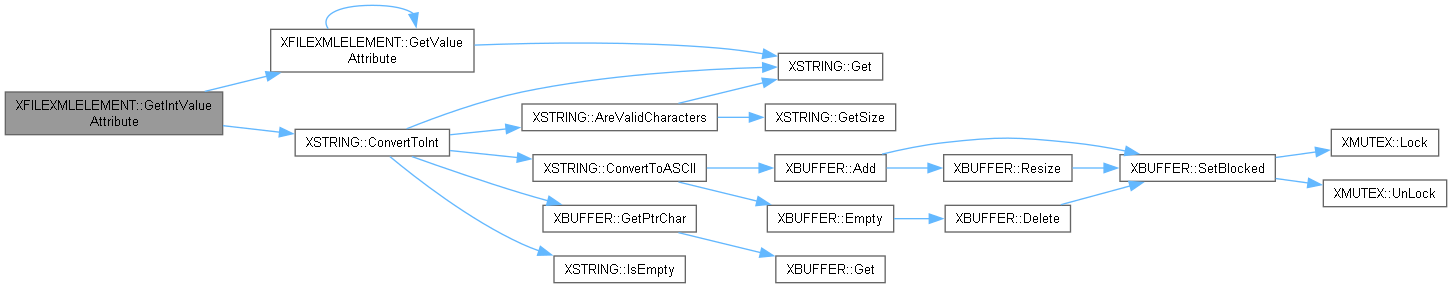 XFILEXMLELEMENT::GetIntValue
Attribute
XFILEXMLELEMENT::GetValue
Attribute
XSTRING::ConvertToInt
XSTRING::Get
XSTRING::AreValidCharacters
XSTRING::GetSize
XSTRING::ConvertToASCII
XBUFFER::GetPtrChar
XSTRING::IsEmpty
XBUFFER::Add
XBUFFER::Empty
XBUFFER::Get
XBUFFER::Resize
XBUFFER::Delete
XBUFFER::SetBlocked
XMUTEX::Lock
XMUTEX::UnLock